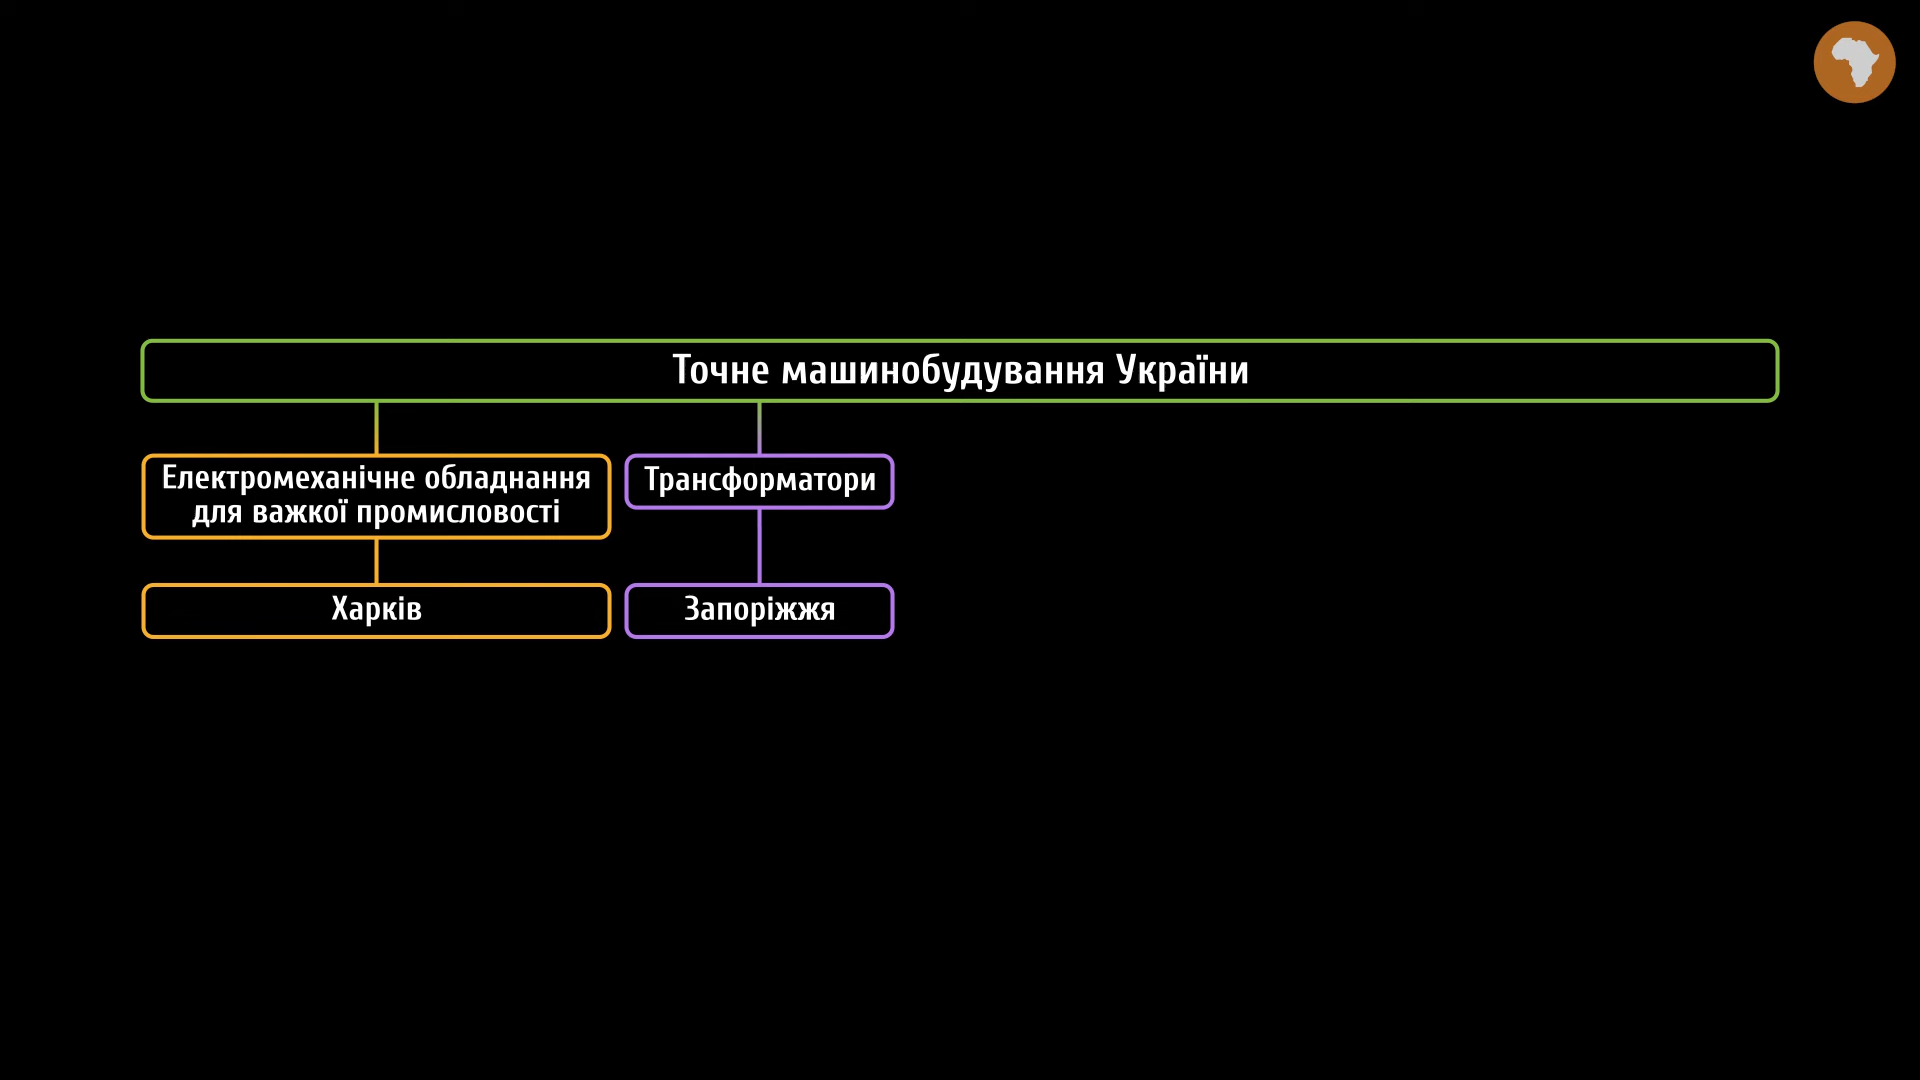 Точне машинобудування України
Електромеханічне обладнання
для важкої промисловості
Трансформатори
Харків
Запоріжжя